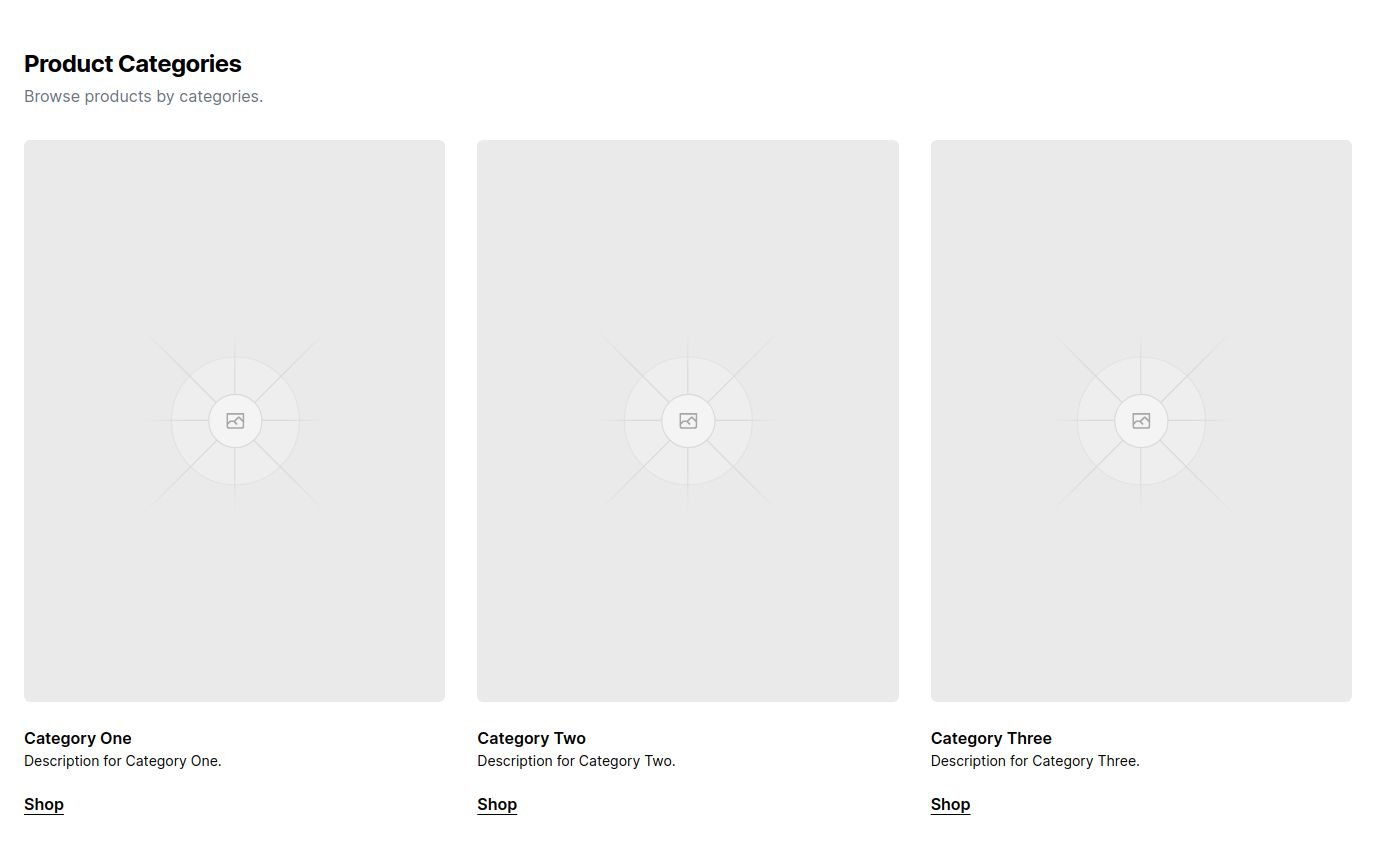 Product Categories
Browse products by categories.
Category One
Description for Category One.
Shop
Category Two
Description for Category Two.
Shop
Category Three
Description for Category Three.
Shop